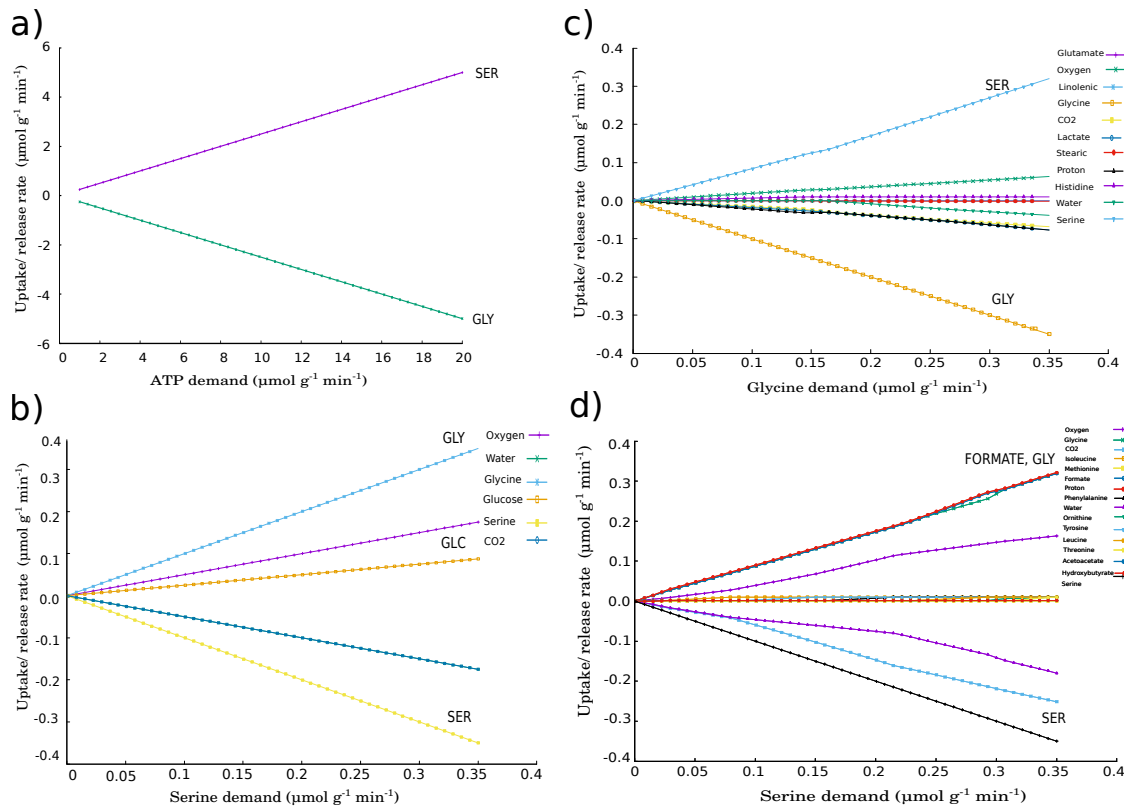 a)
Uptake/ release rate (µmol g⁻¹ min⁻¹)
6
4
2
0
-2
-4
-6
SER
GLY
0 2 4 6 8 10 12 14 16 18 20
ATP demand (µmol g⁻¹ min⁻¹)
c)
Uptake/ release rate (µmol g⁻¹ min⁻¹)
0.4
0.3
0.2
0.1
0.0
-0.1
-0.2
-0.3
-0.4
SER
GLY
Glutamate
Oxygen
Linolenic
Glycine
CO2
Lactate
Stearic
Proton
Histidine
Water
Serine
0 0.05 0.10 0.15 0.20 0.25 0.30 0.35 0.4
Glycine demand (µmol g⁻¹ min⁻¹)
b)
Uptake/ release rate (µmol g⁻¹ min⁻¹)
0.4
0.3
0.2
0.1
0.0
-0.1
-0.2
-0.3
-0.4
GLY
GLC
SER
Oxygen
Water
Glycine
Glucose
Serine
CO2
0 0.05 0.1 0.15 0.2 0.25 0.3 0.35 0.4
Serine demand (µmol g⁻¹ min⁻¹)
d)
Uptake/ release rate (µmol g⁻¹ min⁻¹)
0.4
0.3
0.2
0.1
0.0
-0.1
-0.2
-0.3
-0.4
FORMATE, GLY
SER
Oxygen
Glycine
CO2
Isoleucine
Methionine
Formate
Proton
Phenylalanine
Water
Ornithine
Tyrosine
Leucine
Threonine
Acetoacetate
Hydroxybutyrate
Serine
0 0.05 0.1 0.15 0.2 0.25 0.3 0.35 0.4
Serine demand (µmol g⁻¹ min⁻¹)